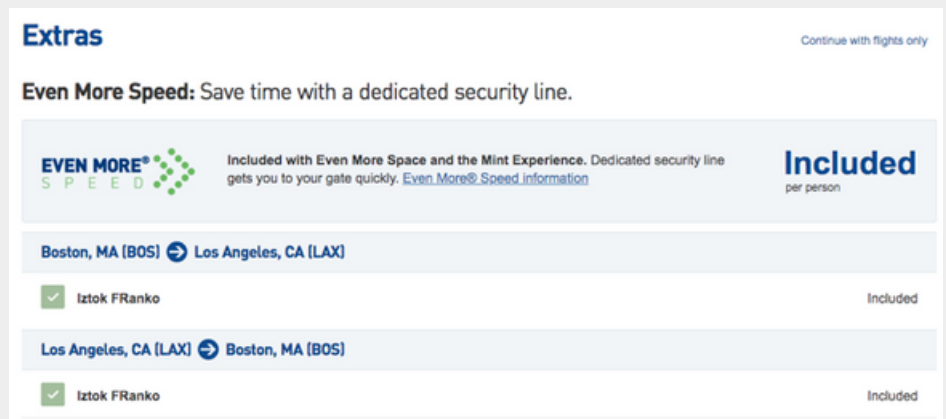 Extras
Continue with flights only
Even More Speed: Save time with a dedicated security line.
EVEN MORE®
SPEED
Included with Even More Space and the Mint Experience. Dedicated security line
gets you to your gate quickly. Even More® Speed information
Included
per person
Boston, MA (BOS) Los Angeles, CA (LAX)
Iztok FRanko Included
Los Angeles, CA (LAX) Boston, MA (BOS)
Iztok FRanko Included